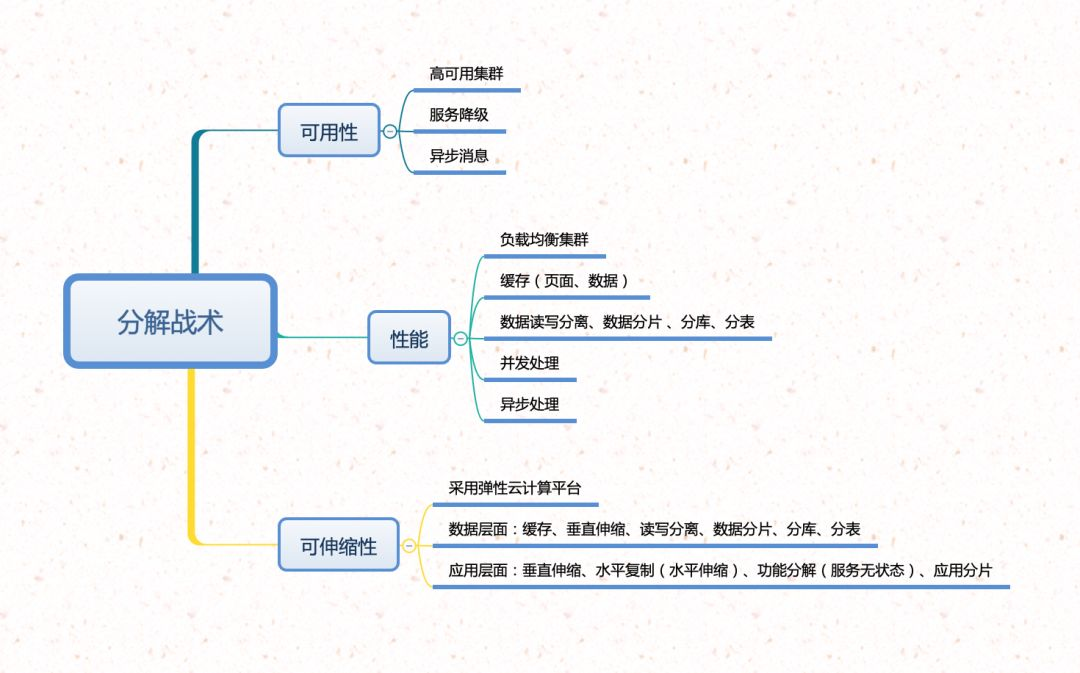 分解战术
可用性
高可用集群
服务降级
异步消息
性能
负载均衡集群
缓存（页面、数据）
数据读写分离、数据分片 、分库、分表
并发处理
异步处理
可伸缩性
采用弹性云计算平台
数据层面：缓存、垂直伸缩、读写分离、数据分片、分库、分表
应用层面：垂直伸缩、水平复制（水平伸缩）、功能分解（服务无状态）、应用分片